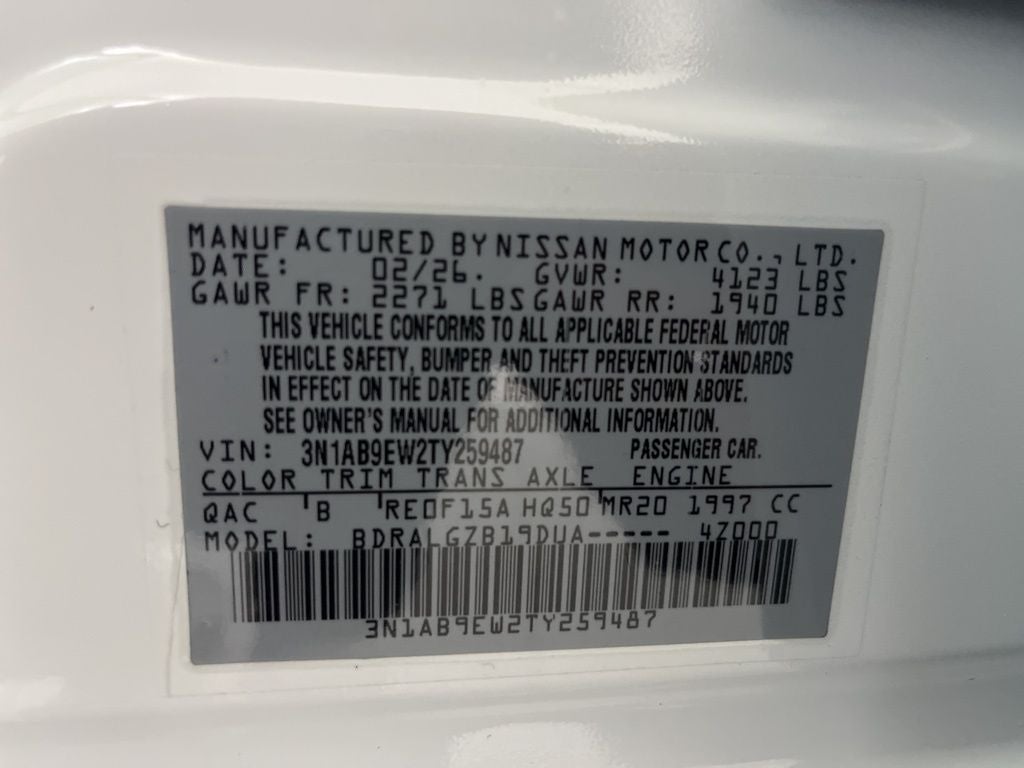 MANUFACTURED BY NISSAN MOTOR CO., LTD.
DATE: 02/26. GVWR: 4123 LBS
GAWR FR: 2271 LBS GAWR RR: 1940 LBS
THIS VEHICLE CONFORMS TO ALL APPLICABLE FEDERAL MOTOR
VEHICLE SAFETY, BUMPER AND THEFT PREVENTION STANDARDS
IN EFFECT ON THE DATE OF MANUFACTURE SHOWN ABOVE.
SEE OWNER'S MANUAL FOR ADDITIONAL INFORMATION.
VIN: 3N1AB9EW2TY259487 PASSENGER CAR.
COLOR TRIM TRANS AXLE ENGINE
QAC B RE0F15A HQ50 MR20 1997 CC
MODEL: BDRALGZB19DUA----- 4Z000
3N1AB9EW2TY259487